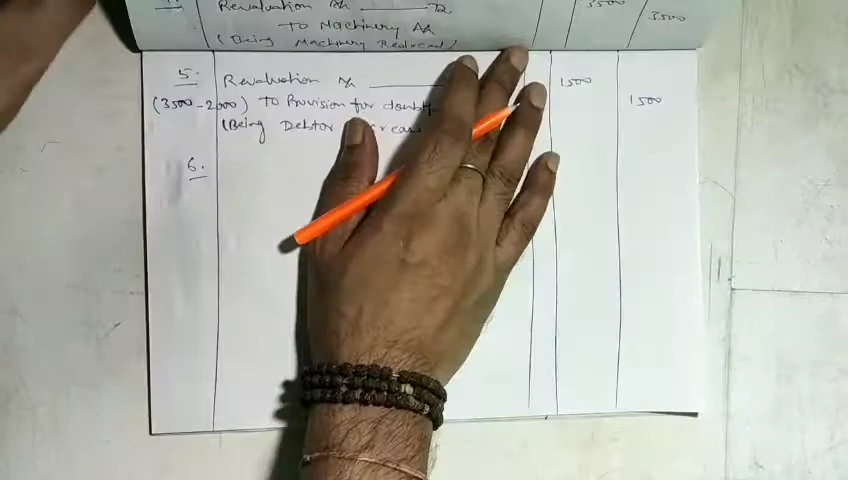 Revaluation A/c Dr 3500
To Machinery A/c 3500
(Being Machinery Reduced)
5. Revaluation A/c 1500
(3500-2000) To Provision for 1500
(Being Debtor
6.